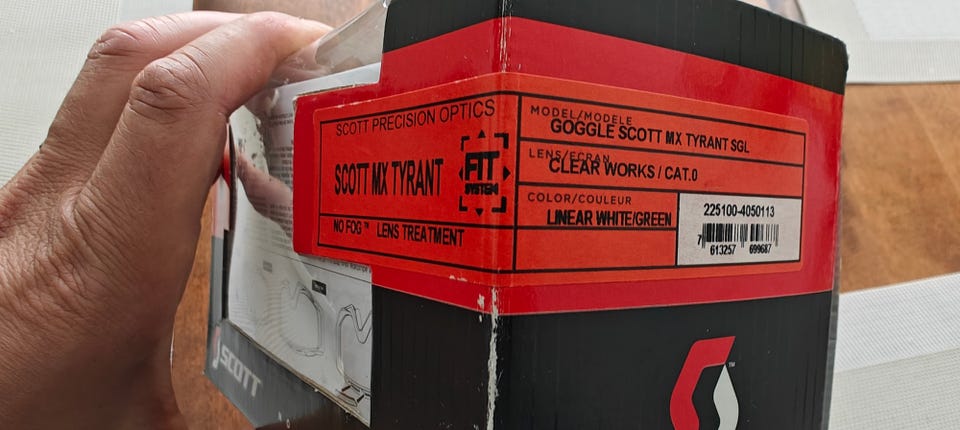 SCOTT PRECISION OPTICS
SCOTT MX TYRANT
FIT
SYSTEM
NO FOG™ LENS TREATMENT
MODEL/MODELE
GOGGLE SCOTT MX TYRANT SGL
LENS/ECRAN
CLEAR WORKS / CAT.0
COLOR/COULEUR
LINEAR WHITE/GREEN
225100-4050113
7 613257 699687
SCOTT
TM